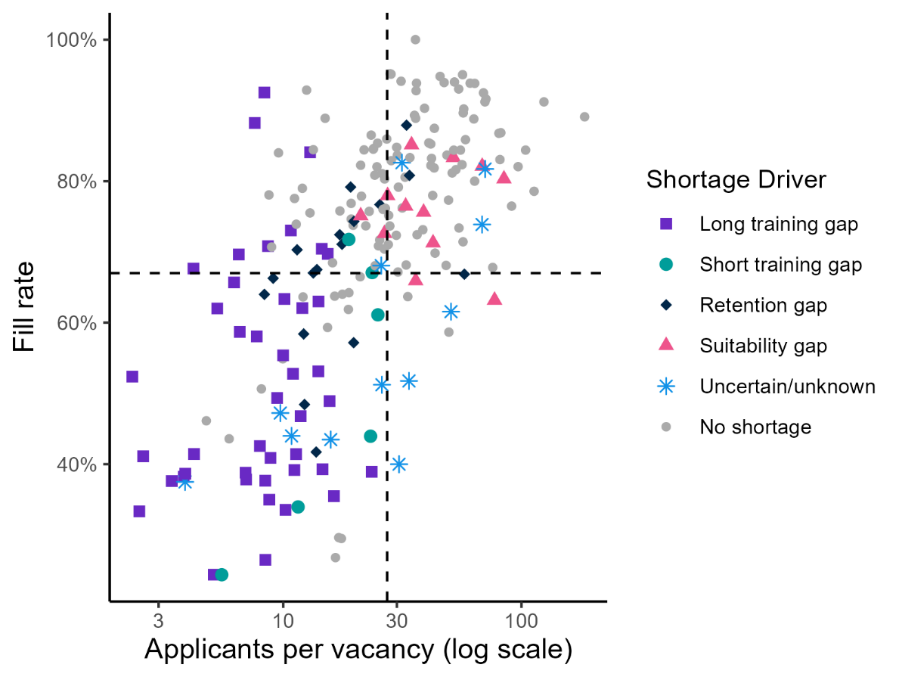 100%
80%
60%
40%
Fill rate
3
10
30
100
Applicants per vacancy (log scale)
Shortage Driver
Long training gap
Short training gap
Retention gap
Suitability gap
Uncertain/unknown
No shortage